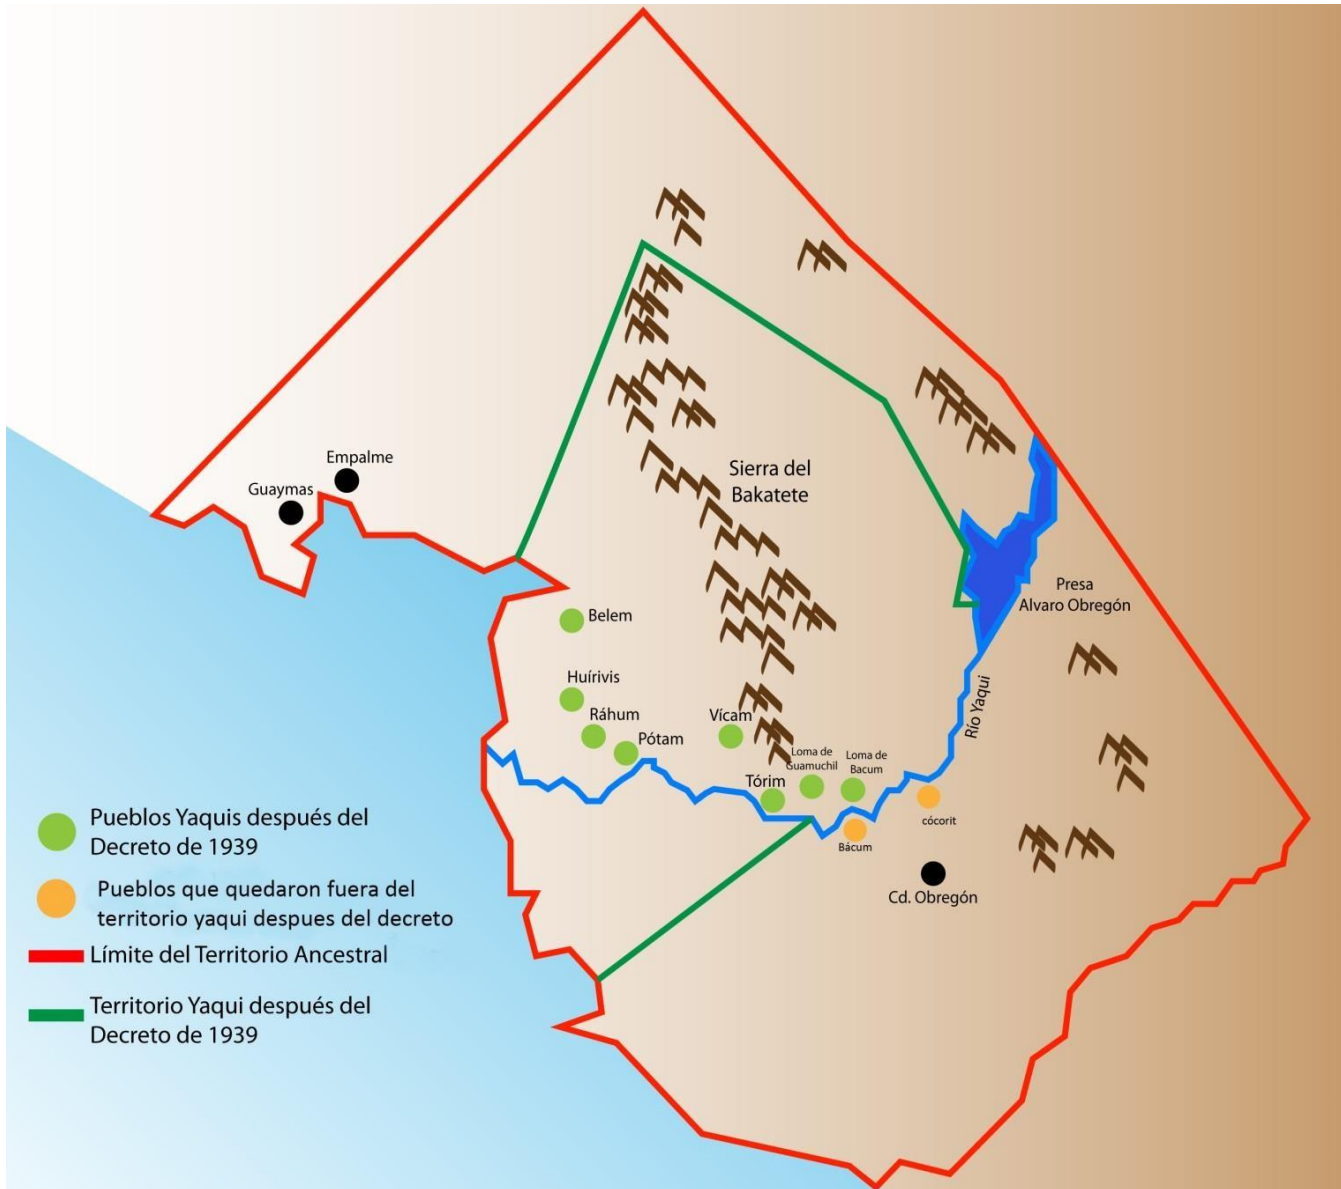 Empalme
Guaymas
Sierra del
Bakatete
Presa
Alvaro Obregón
Belem
Huírivis
Ráhum
Pótam
Vícam
Río Yaqui
Loma de
Guamuchil
Loma de
Bacum
Tórim
cócorit
Bácum
Cd. Obregón
Pueblos Yaquis después del
Decreto de 1939
Pueblos que quedaron fuera del
territorio yaqui despues del decreto
Límite del Territorio Ancestral
Territorio Yaqui después del
Decreto de 1939